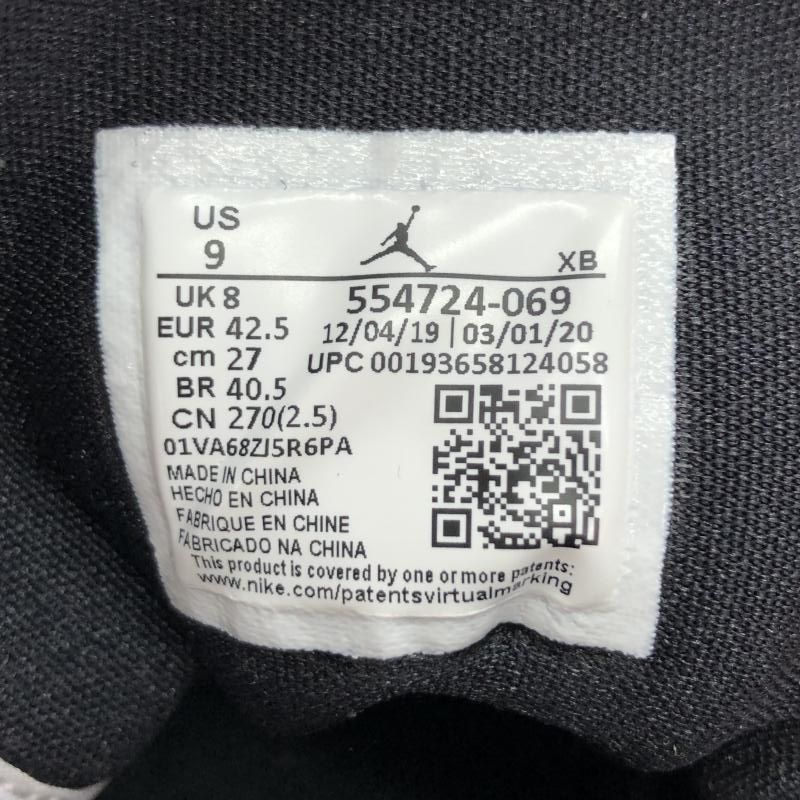 US
9
XB
UK 8
554724-069
EUR 42.5
12/04/19 | 03/01/20
cm 27
UPC 00193658124058
BR 40.5
CN 270(2.5)
01VA68ZJ5R6PA
MADE IN CHINA
HECHO EN CHINA
FABRIQUE EN CHINE
FABRICADO NA CHINA
This product is covered by one or more patents:
www.nike.com/patentsvirtualmarking